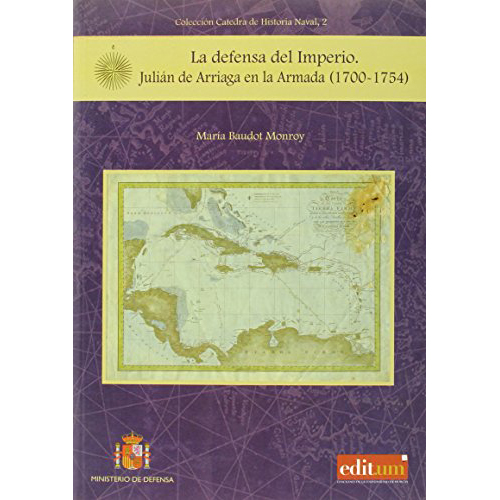 Colección Catedra de Historia Naval, 2
La defensa del Imperio.
Julián de Arriaga en la Armada (1700-1754)
María Baudot Monroy
MINISTERIO DE DEFENSA
editum